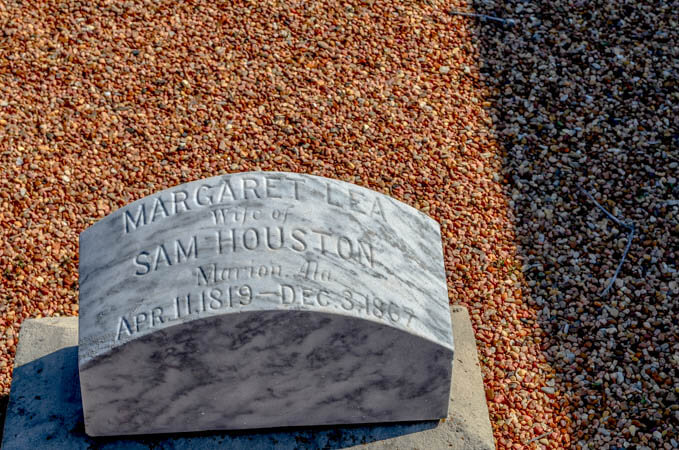 MARGARET LEA
Wife of
SAM HOUSTON
Marion, Ala.
APR. 11, 1819 – DEC. 3, 1867